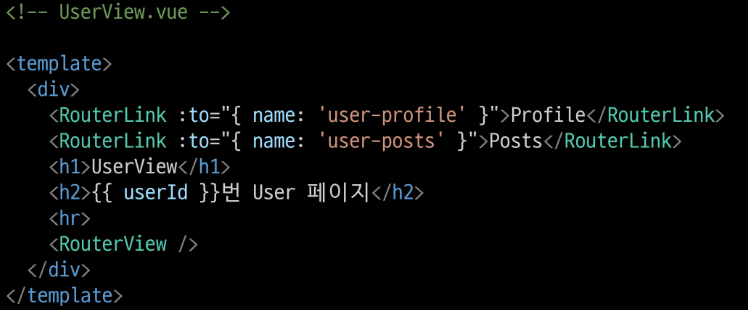 <!-- UserView.vue -->
<template>
<div>
<RouterLink :to="{ name: 'user-profile' }">Profile</RouterLink>
<RouterLink :to="{ name: 'user-posts' }">Posts</RouterLink>
<h1>UserView</h1>
<h2>{{ userId }}번 User 페이지</h2>
<hr>
<RouterView />
</div>
</template>